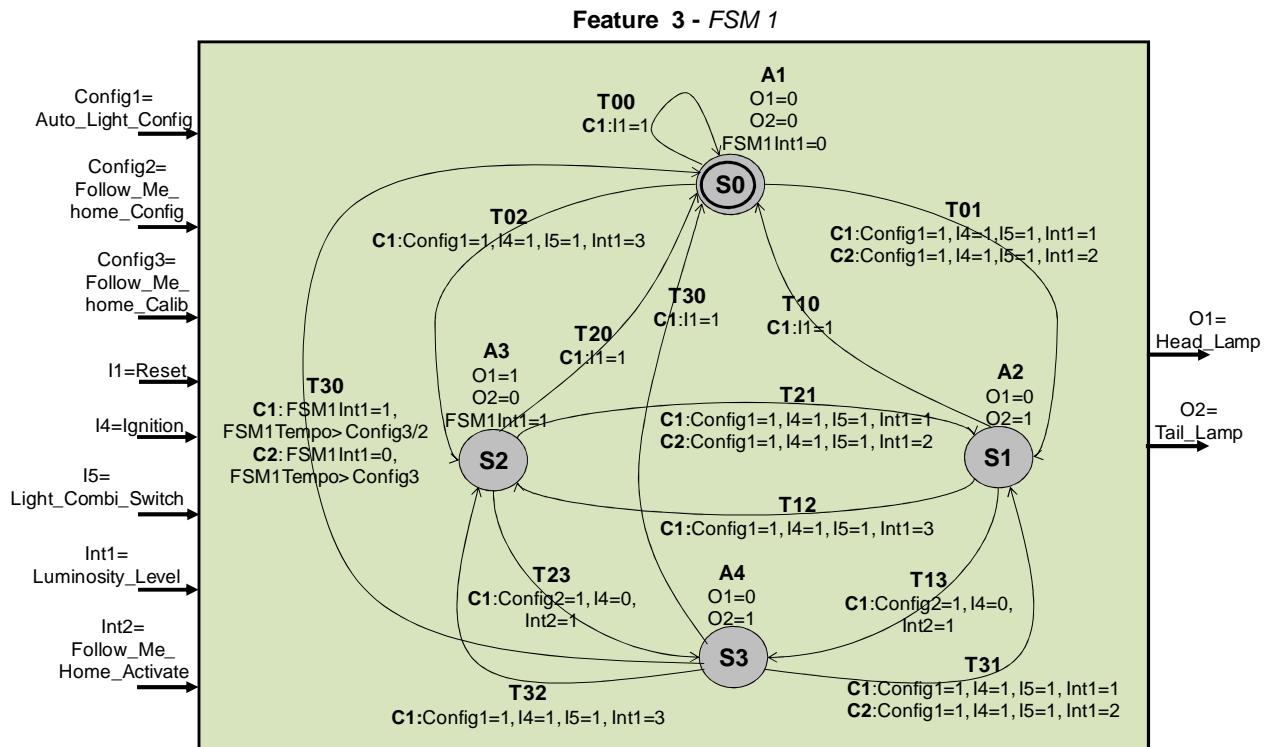 Feature 3 - FSM 1
Config1=
Auto_Light_Config
Config2=
Follow_Me_
home_Config
Config3=
Follow_Me_
home_Calib
I1=Reset
I4=Ignition
I5=
Light_Combi_Switch
Int1=
Luminosity_Level
Int2=
Follow_Me_
Home_Activate
A1
O1=0
O2=0
FSM1Int1=0
T00
C1:I1=1
S0
T02
C1:Config1=1, I4=1, I5=1, Int1=3
T01
C1:Config1=1, I4=1,I5=1, Int1=1
C2:Config1=1, I4=1,I5=1, Int1=2
T30
C1:I1=1
T10
C1:I1=1
T20
C1:I1=1
A3
O1=1
O2=0
FSM1Int1=1
T30
C1: FSM1Int1=1,
FSM1Tempo> Config3/2
C2: FSM1Int1=0,
FSM1Tempo> Config3
T21
C1:Config1=1, I4=1, I5=1, Int1=1
C2:Config1=1, I4=1, I5=1, Int1=2
A2
O1=0
O2=1
S2
S1
T12
C1:Config1=1, I4=1, I5=1, Int1=3
T23
C1:Config2=1, I4=0,
Int2=1
A4
O1=0
O2=1
T13
C1:Config2=1, I4=0,
Int2=1
S3
T32
C1:Config1=1, I4=1, I5=1, Int1=3
T31
C1:Config1=1, I4=1, I5=1, Int1=1
C2:Config1=1, I4=1, I5=1, Int1=2
O1=
Head_Lamp
O2=
Tail_Lamp